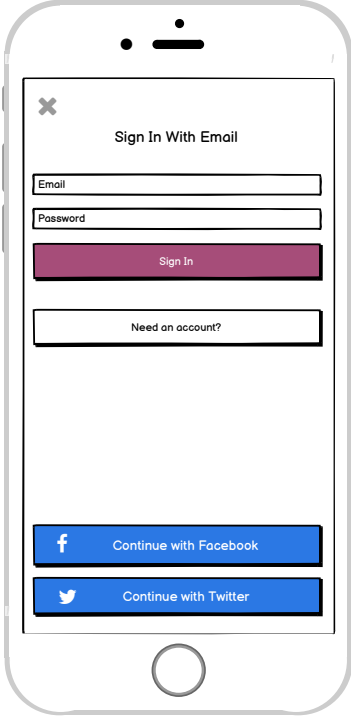 Sign In With Email
Email
Password
Sign In
Need an account?
Continue with Facebook
Continue with Twitter